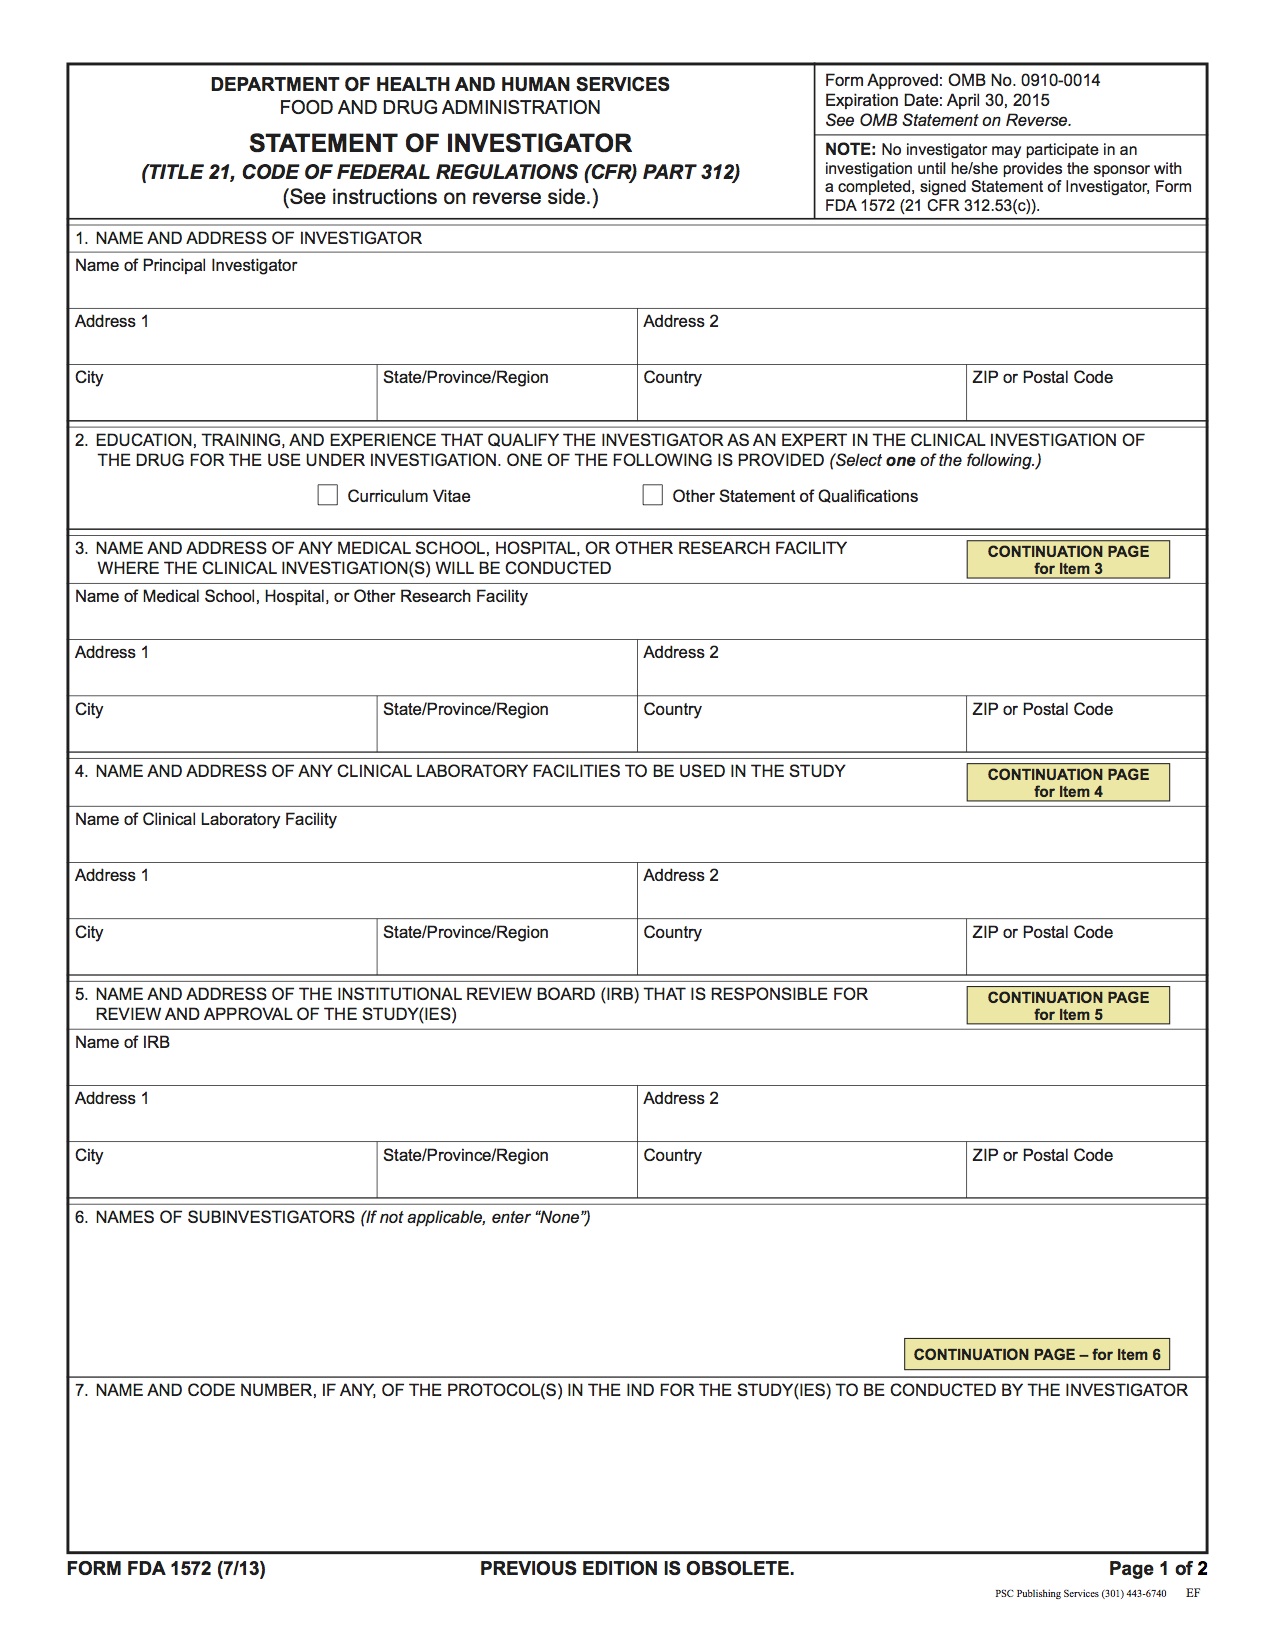 DEPARTMENT OF HEALTH AND HUMAN SERVICES
FOOD AND DRUG ADMINISTRATION
STATEMENT OF INVESTIGATOR
(TITLE 21, CODE OF FEDERAL REGULATIONS (CFR) PART 312)
(See instructions on reverse side.)
Form Approved: OMB No. 0910-0014
Expiration Date: April 30, 2015
See OMB Statement on Reverse.
NOTE: No investigator may participate in an
investigation until he/she provides the sponsor with
a completed, signed Statement of Investigator, Form
FDA 1572 (21 CFR 312.53(c)).
1. NAME AND ADDRESS OF INVESTIGATOR
Name of Principal Investigator
Address 1
Address 2
City
State/Province/Region
Country
ZIP or Postal Code
2. EDUCATION, TRAINING, AND EXPERIENCE THAT QUALIFY THE INVESTIGATOR AS AN EXPERT IN THE CLINICAL INVESTIGATION OF
THE DRUG FOR THE USE UNDER INVESTIGATION. ONE OF THE FOLLOWING IS PROVIDED (Select one of the following.)
Curriculum Vitae
Other Statement of Qualifications
3. NAME AND ADDRESS OF ANY MEDICAL SCHOOL, HOSPITAL, OR OTHER RESEARCH FACILITY
WHERE THE CLINICAL INVESTIGATION(S) WILL BE CONDUCTED
CONTINUATION PAGE
for Item 3
Name of Medical School, Hospital, or Other Research Facility
Address 1
Address 2
City
State/Province/Region
Country
ZIP or Postal Code
4. NAME AND ADDRESS OF ANY CLINICAL LABORATORY FACILITIES TO BE USED IN THE STUDY
CONTINUATION PAGE
for Item 4
Name of Clinical Laboratory Facility
Address 1
Address 2
City
State/Province/Region
Country
ZIP or Postal Code
5. NAME AND ADDRESS OF THE INSTITUTIONAL REVIEW BOARD (IRB) THAT IS RESPONSIBLE FOR
REVIEW AND APPROVAL OF THE STUDY(IES)
CONTINUATION PAGE
for Item 5
Name of IRB
Address 1
Address 2
City
State/Province/Region
Country
ZIP or Postal Code
6. NAMES OF SUBINVESTIGATORS (If not applicable, enter “None”)
CONTINUATION PAGE – for Item 6
7. NAME AND CODE NUMBER, IF ANY, OF THE PROTOCOL(S) IN THE IND FOR THE STUDY(IES) TO BE CONDUCTED BY THE INVESTIGATOR
FORM FDA 1572 (7/13)
PREVIOUS EDITION IS OBSOLETE.
Page 1 of 2
PSC Publishing Services (301) 443-6740 EF